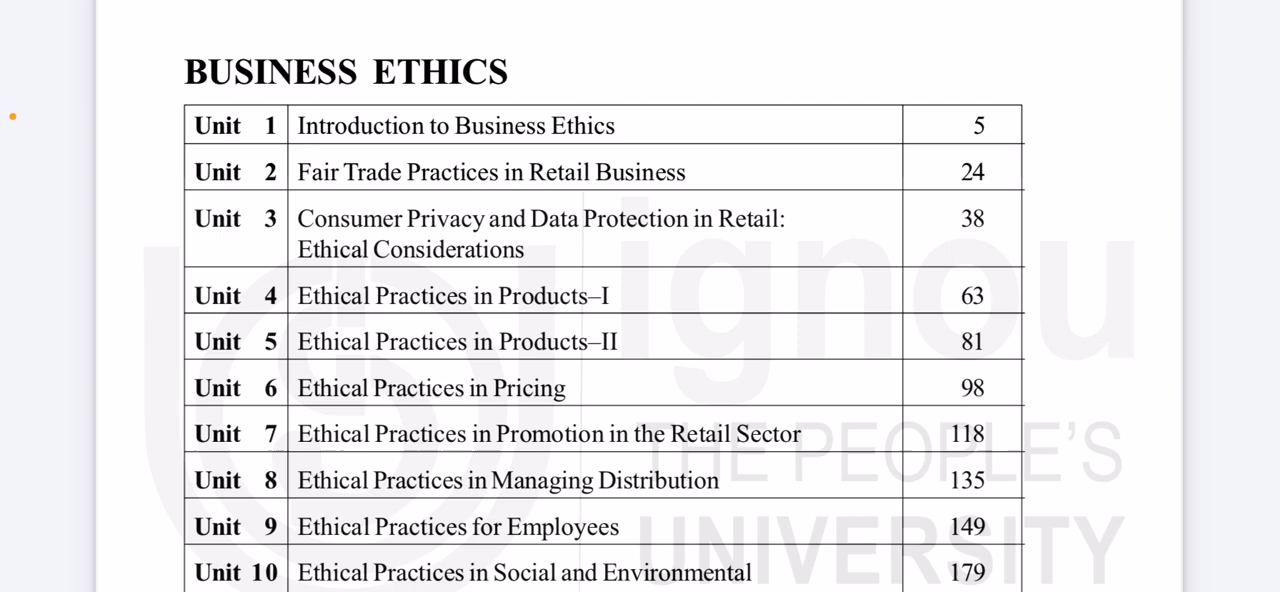 BUSINESS ETHICS
Unit 1 Introduction to Business Ethics 5
Unit 2 Fair Trade Practices in Retail Business 24
Unit 3 Consumer Privacy and Data Protection in Retail: 38
Ethical Considerations
Unit 4 Ethical Practices in Products–I 63
Unit 5 Ethical Practices in Products–II 81
Unit 6 Ethical Practices in Pricing 98
Unit 7 Ethical Practices in Promotion in the Retail Sector 118
Unit 8 Ethical Practices in Managing Distribution 135
Unit 9 Ethical Practices for Employees 149
Unit 10 Ethical Practices in Social and Environmental 179
ignou
THE PEOPLE'S
UNIVERSITY